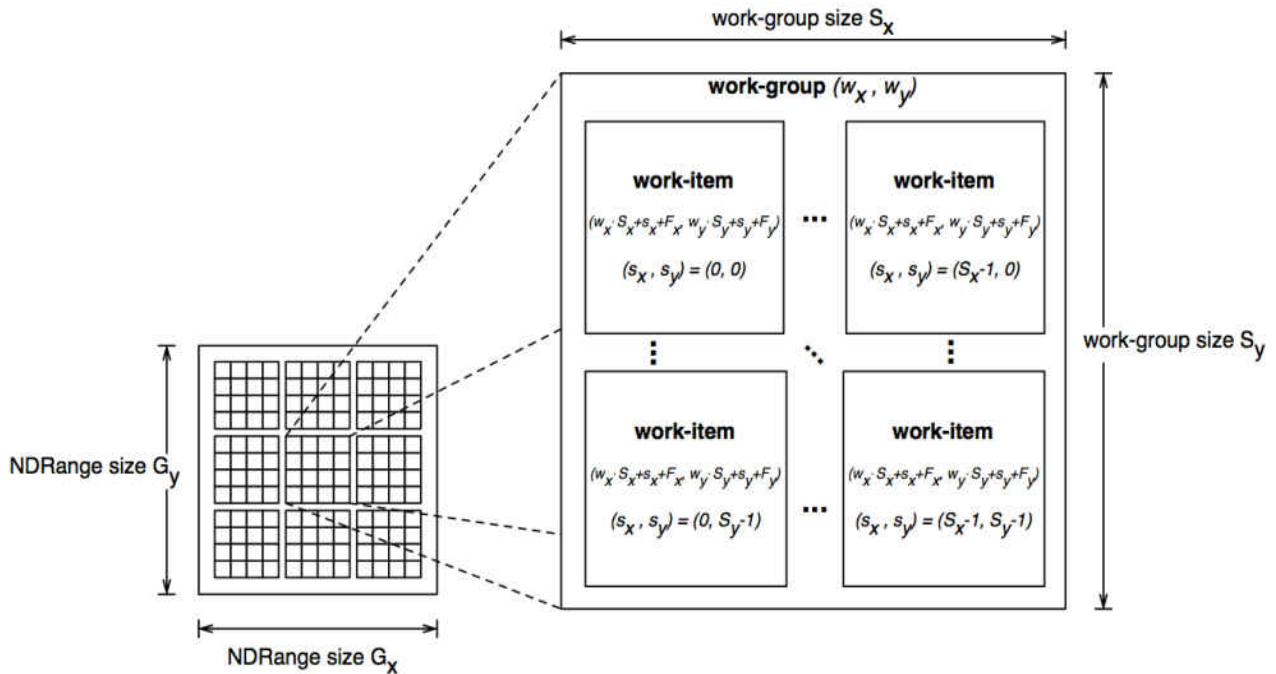 work-group size Sx
work-group (wx , wy)
work-item
(wx· Sx+sx+Fx, wy· Sy+sy+Fy)
(sx , sy) = (0, 0)
...
work-item
(wx· Sx+sx+Fx, wy· Sy+sy+Fy)
(sx , sy) = (Sx-1, 0)
work-group size Sy
work-item
(wx· Sx+sx+Fx, wy· Sy+sy+Fy)
(sx , sy) = (0, Sy-1)
...
work-item
(wx· Sx+sx+Fx, wy· Sy+sy+Fy)
(sx , sy) = (Sx-1, Sy-1)
NDRange size Gy
NDRange size Gx